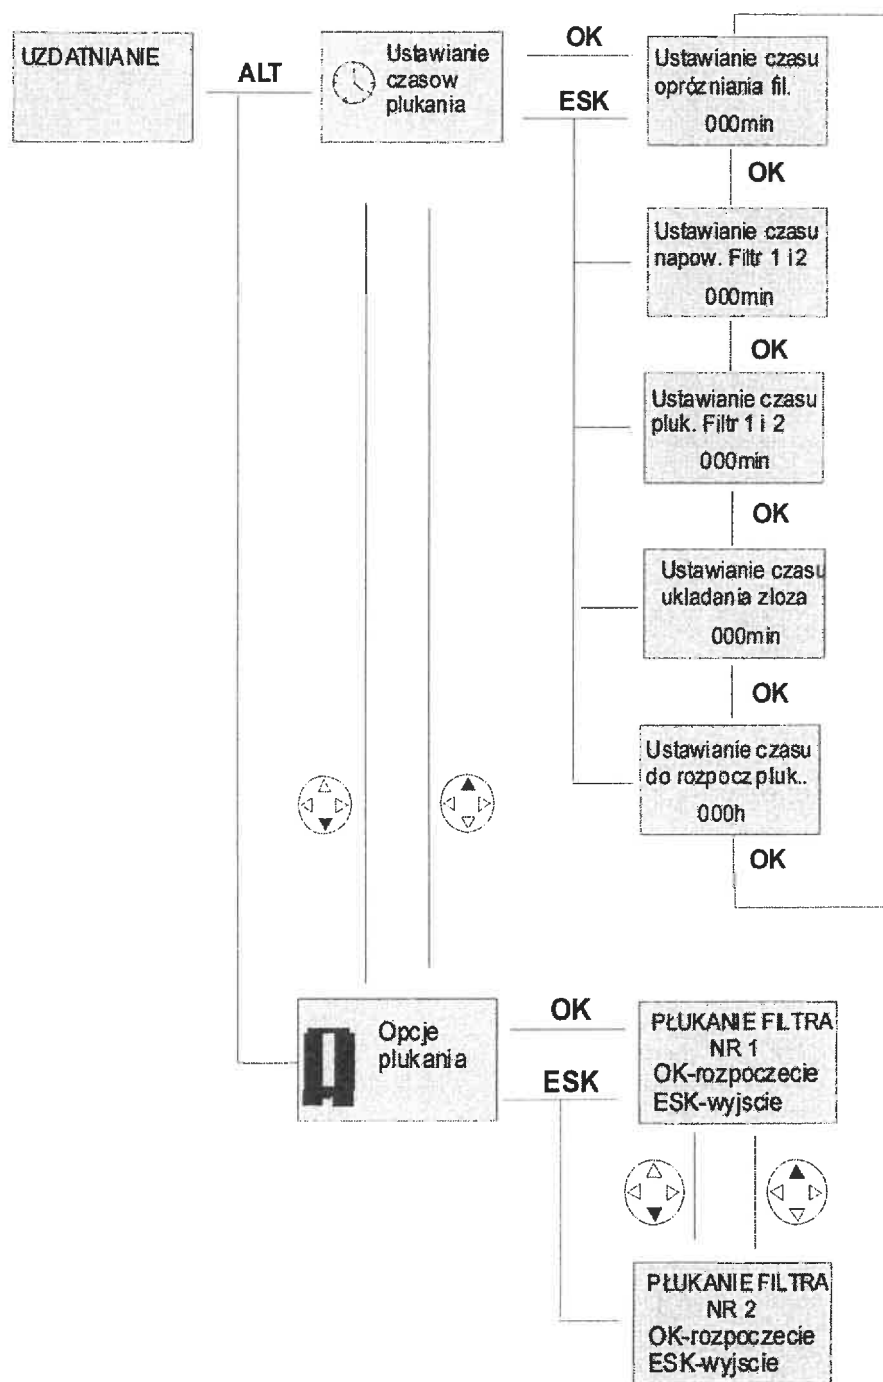 UZDATNIANIE
ALT
Ustawianie
czasow
plukania
OK
ESK
Ustawianie czasu
oprózniania fil.
000min
OK
Ustawianie czasu
napow. Filtr 1 i 2
000min
OK
Ustawianie czasu
pluk. Filtr 1 i 2
000min
OK
Ustawianie czasu
ukladania zloza
000min
OK
Ustawianie czasu
do rozpocz pluk..
000h
OK
Opcje
plukania
OK
ESK
PŁUKANIE FILTRA
NR 1
OK-rozpoczecie
ESK-wyjscie
PŁUKANIE FILTRA
NR 2
OK-rozpoczecie
ESK-wyjscie